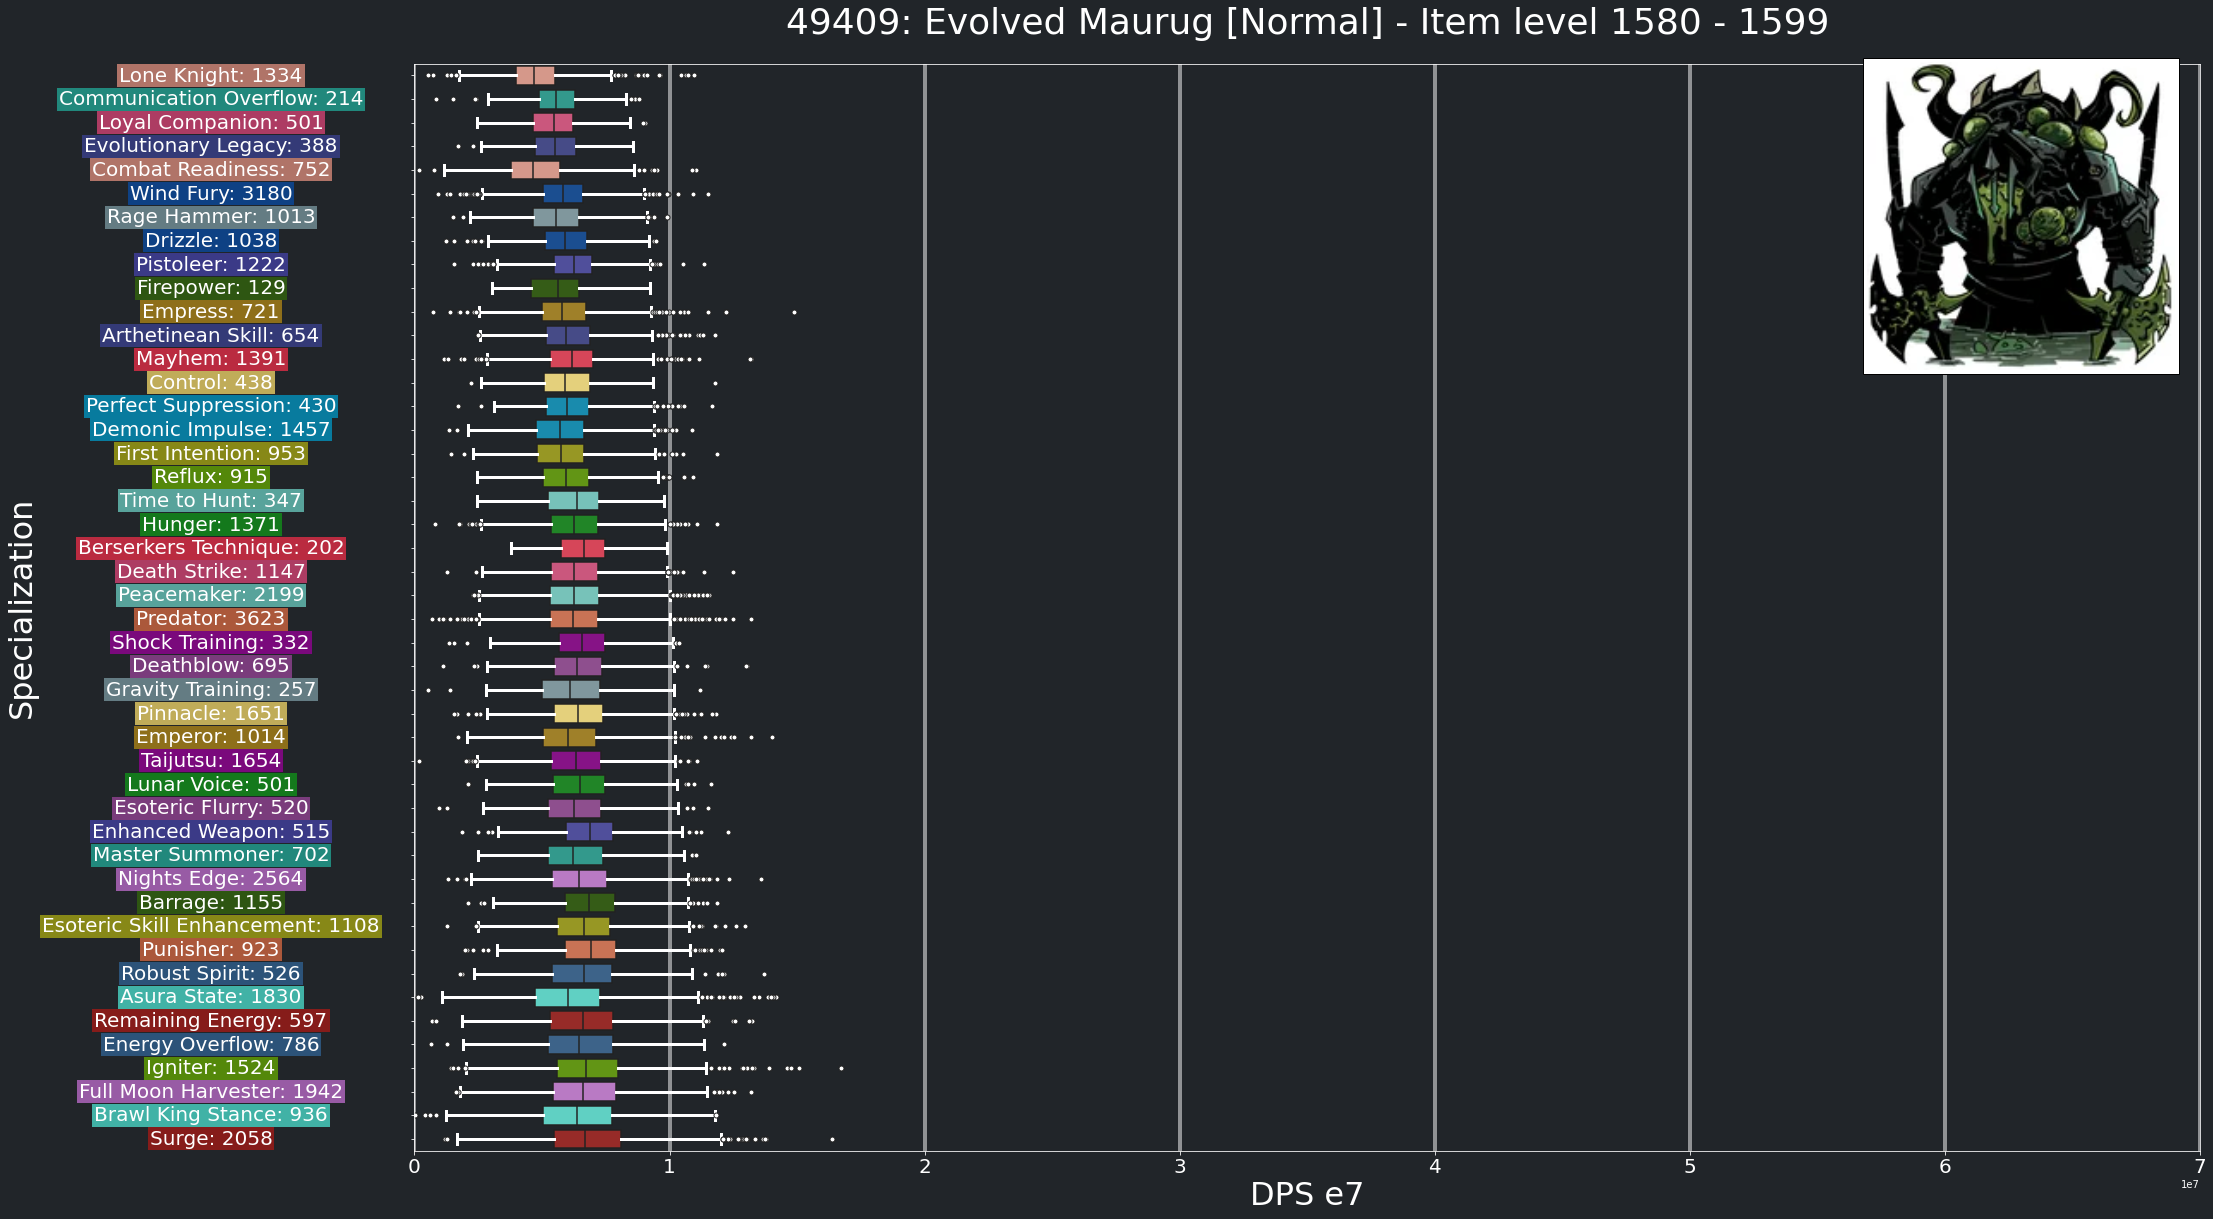 49409: Evolved Maurug [Normal] - Item level 1580 - 1599
Lone Knight: 1334
Communication Overflow: 214
Loyal Companion: 501
Evolutionary Legacy: 388
Combat Readiness: 752
Wind Fury: 3180
Rage Hammer: 1013
Drizzle: 1038
Pistoleer: 1222
Firepower: 129
Empress: 721
Arthetinean Skill: 654
Mayhem: 1391
Control: 438
Perfect Suppression: 430
Demonic Impulse: 1457
First Intention: 953
Reflux: 915
Time to Hunt: 347
Hunger: 1371
Berserkers Technique: 202
Death Strike: 1147
Peacemaker: 2199
Predator: 3623
Shock Training: 332
Deathblow: 695
Gravity Training: 257
Pinnacle: 1651
Emperor: 1014
Taijutsu: 1654
Lunar Voice: 501
Esoteric Flurry: 520
Enhanced Weapon: 515
Master Summoner: 702
Nights Edge: 2564
Barrage: 1155
Esoteric Skill Enhancement: 1108
Punisher: 923
Robust Spirit: 526
Asura State: 1830
Remaining Energy: 597
Energy Overflow: 786
Igniter: 1524
Full Moon Harvester: 1942
Brawl King Stance: 936
Surge: 2058
Specialization
0 1 2 3 4 5 6 7
1e7
DPS e7